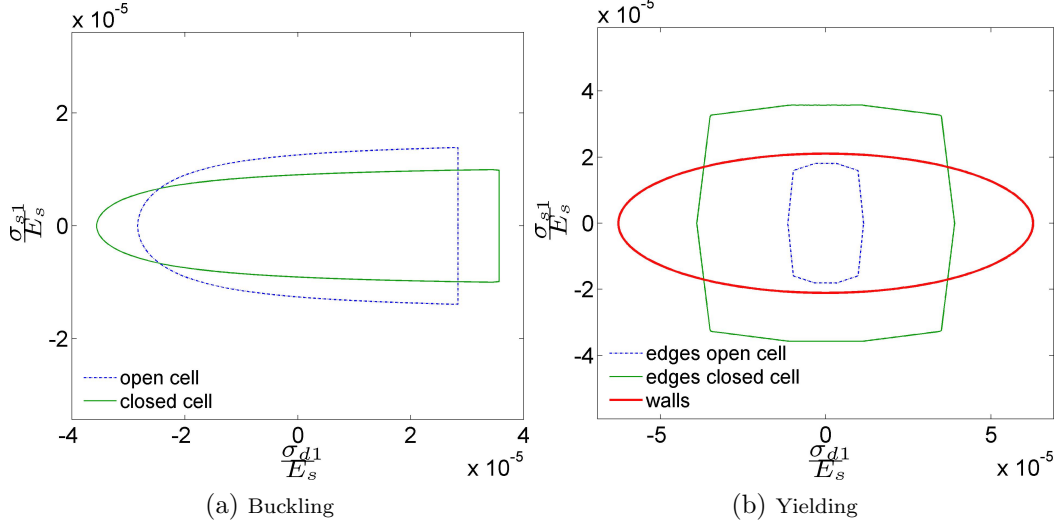 x 10⁻⁵
2
0
-2
σs1
Es
open cell
closed cell
-4 -2 0 2 4
σd1
Es
x 10⁻⁵
(a) Buckling
x 10⁻⁵
4
2
0
-2
-4
σs1
Es
edges open cell
edges closed cell
walls
-5 0 5
σd1
Es
x 10⁻⁵
(b) Yielding